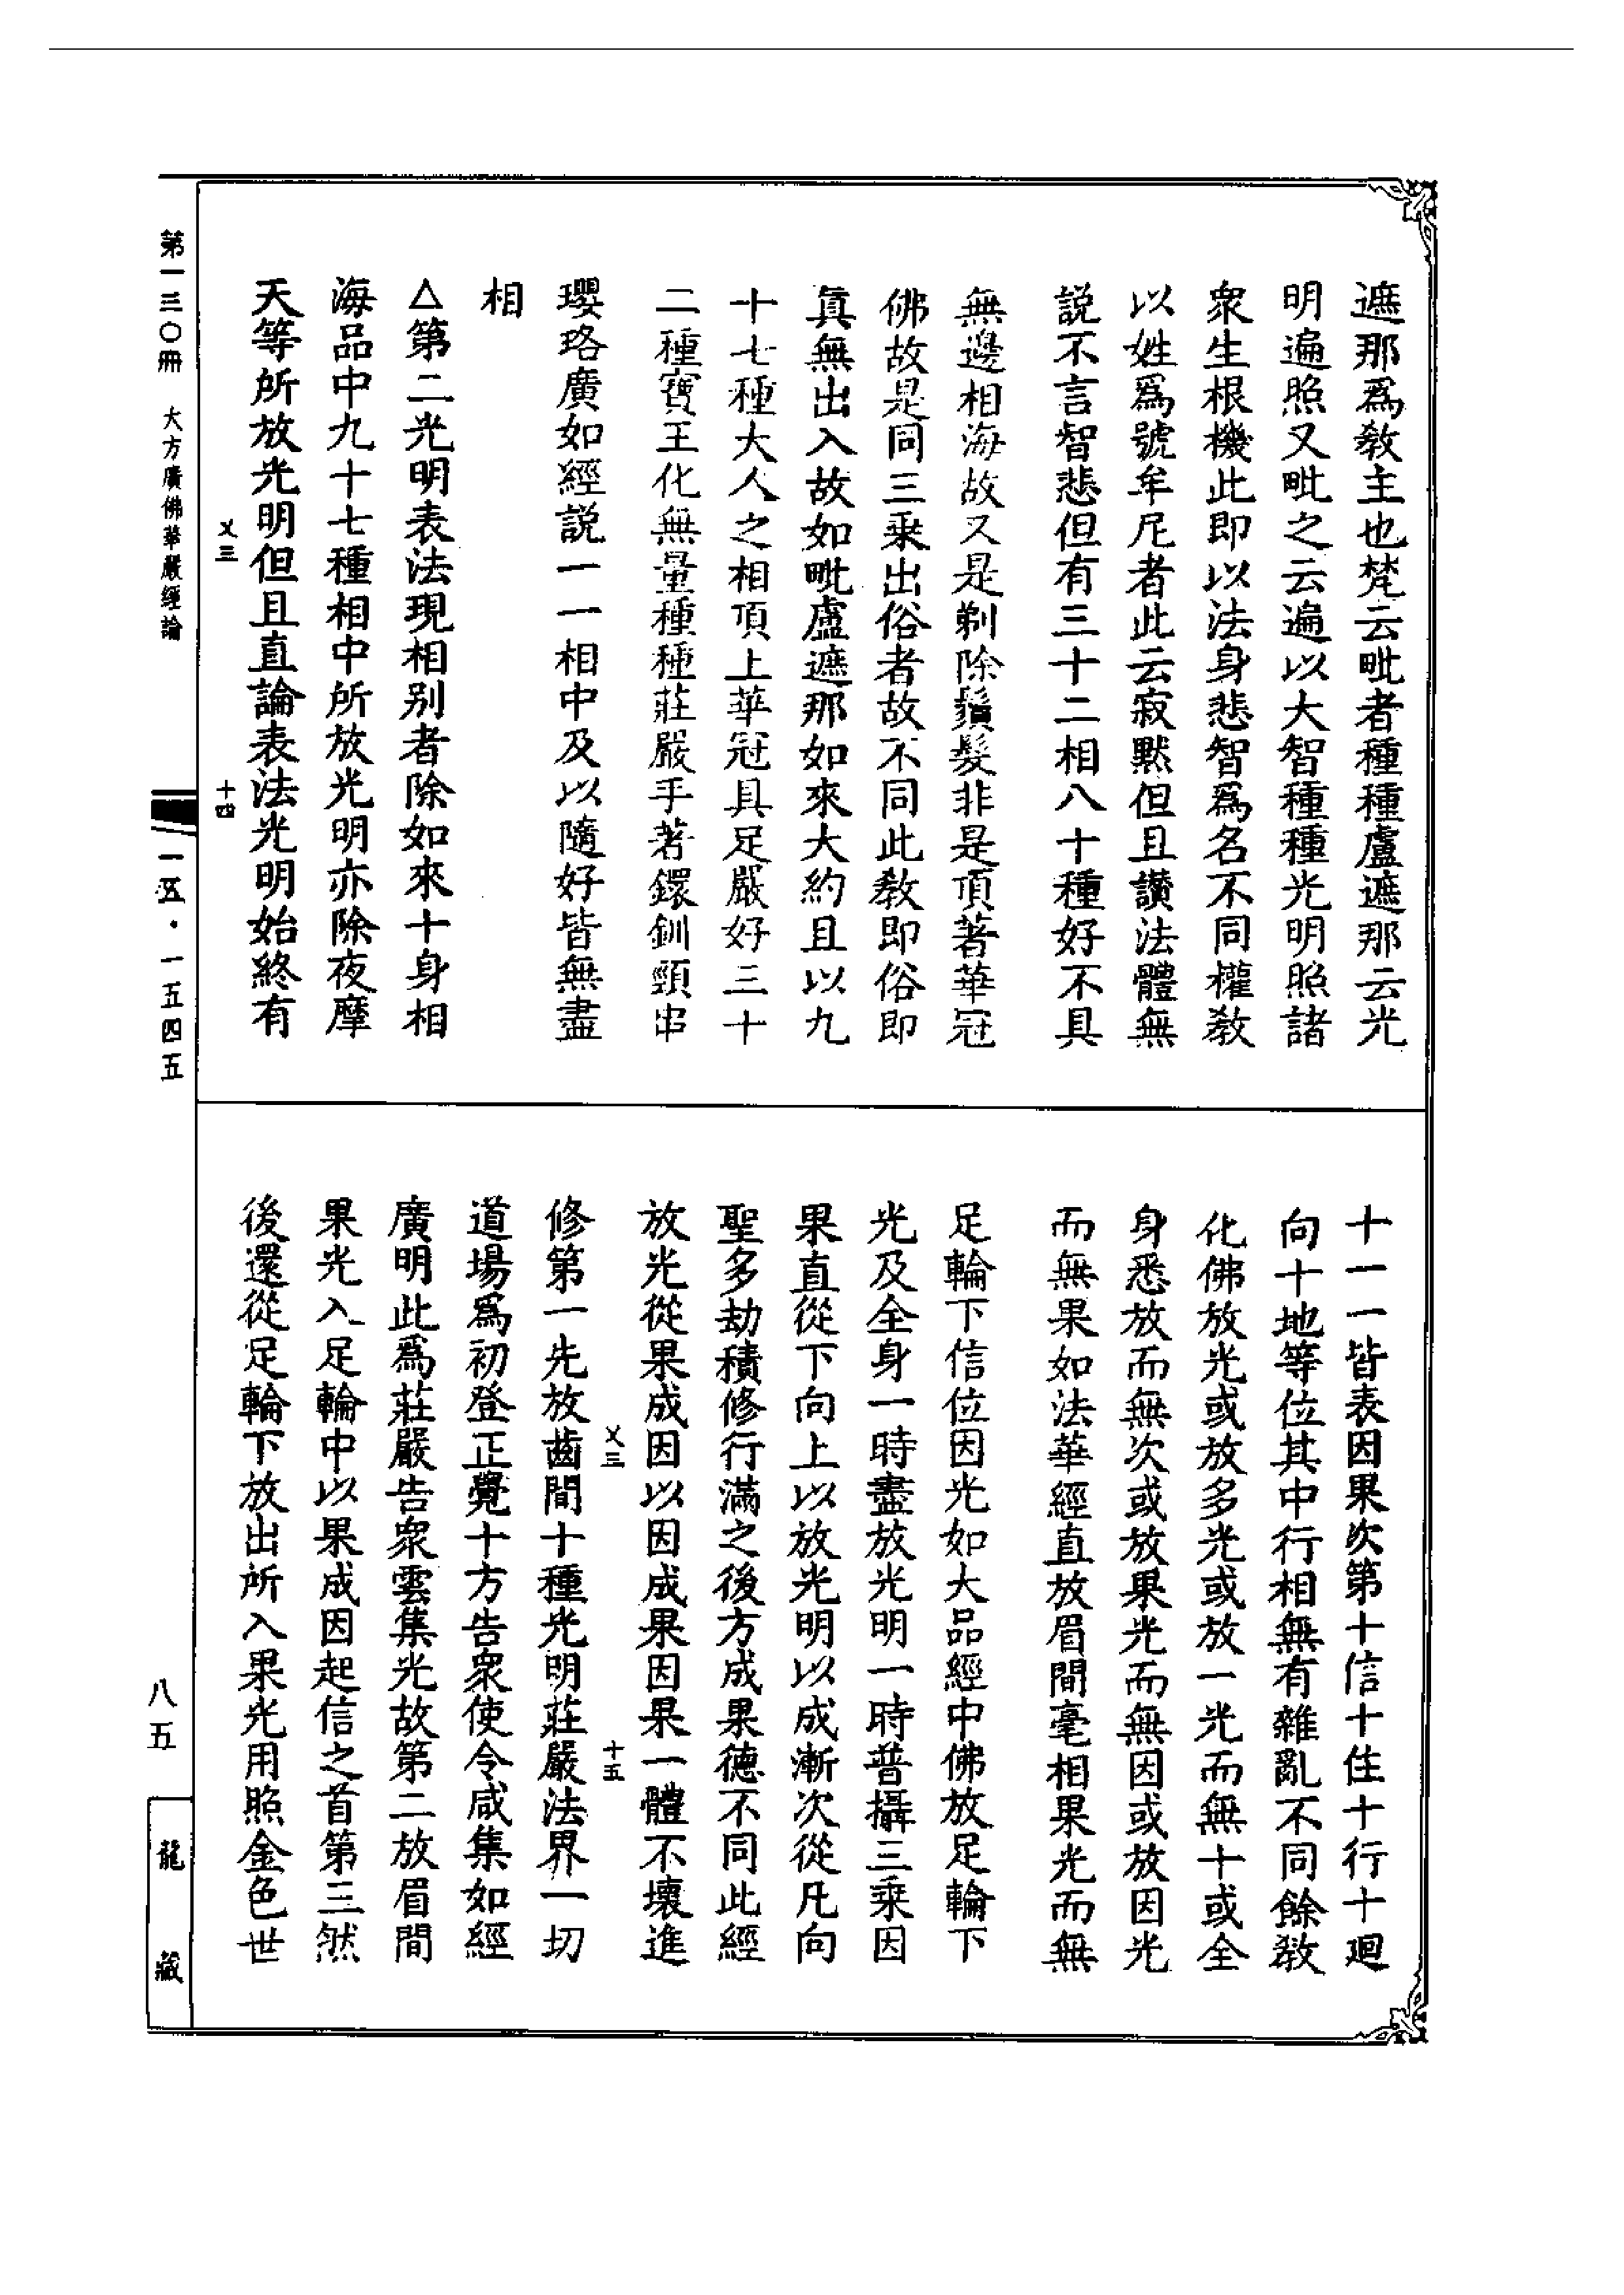 遮那爲教主也梵云毗者種種盧遮那云光
明遍照又毗之云遍以大智種種光明照諸
衆生根機此即以法身悲智爲名不同權教
以姓爲號牟尼者此云寂默但且讚法體無
説不言智悲但有三十二相八十種好不具
無邊相海故又是剃除鬚髮非是頂著華冠
佛故是同三乘出俗者故不同此教即俗即
真無出入故如毗盧遮那如來大約且以九
十七種大人之相頂上華冠具足嚴好三十
二種寶王化無量種種莊嚴手著鐶釧頸串
瓔珞廣如經説一一相中及以隨好皆無盡
相
△第二光明表法現相别者除如來十身相
海品中九十七種相中所放光明亦除夜摩
天等所放光明但且直論表法光明始終有
乂三
十四
十一一皆表因果次第十信十住十行十廻
向十地等位其中行相無有雜亂不同餘教
化佛放光或放多光或放一光而無十或全
身悉放而無次或放果光而無因或放因光
而無果如法華經直放眉間毫相果光而無
足輪下信位因光如大品經中佛放足輪下
光及全身一時盡放光明一時普攝三乘因
果直從下向上以放光明以成漸次從凡向
聖多劫積修行滿之後方成果德不同此經
放光從果成因以因成果因果一體不壞進
乂三
十五
修第一先放齒間十種光明莊嚴法界一切
道場爲初登正覺十方告衆使令咸集如經
廣明此爲莊嚴告衆雲集光故第二放眉間
果光入足輪中以果成因起信之首第三然
後還從足輪下放出所入果光用照金色世
第一三〇冊
大方廣佛華嚴經論
一五·一五四五
八五
龍藏